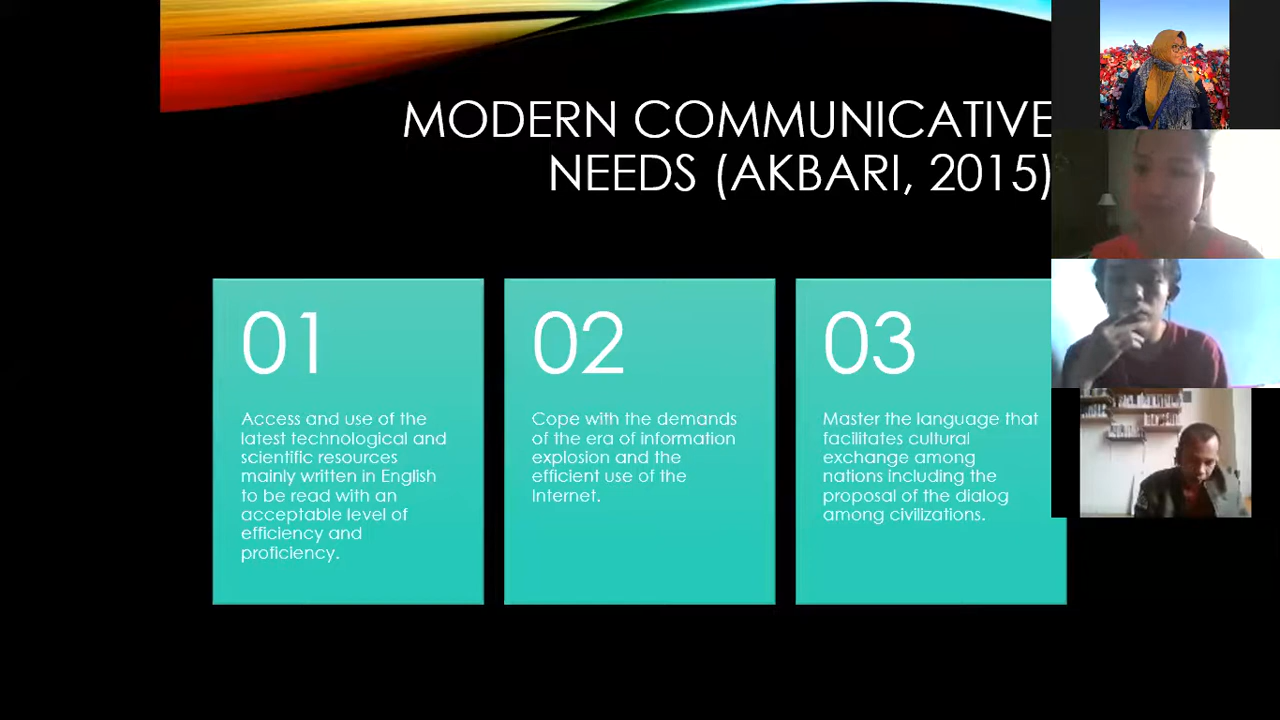 MODERN COMMUNICATIVE
NEEDS (AKBARI, 2015)
01
Access and use of the
latest technological and
scientific resources
mainly written in English
to be read with an
acceptable level of
efficiency and
proficiency.
02
Cope with the demands
of the era of information
explosion and the
efficient use of the
Internet.
03
Master the language that
facilitates cultural
exchange among
nations including the
proposal of the dialog
among civilizations.